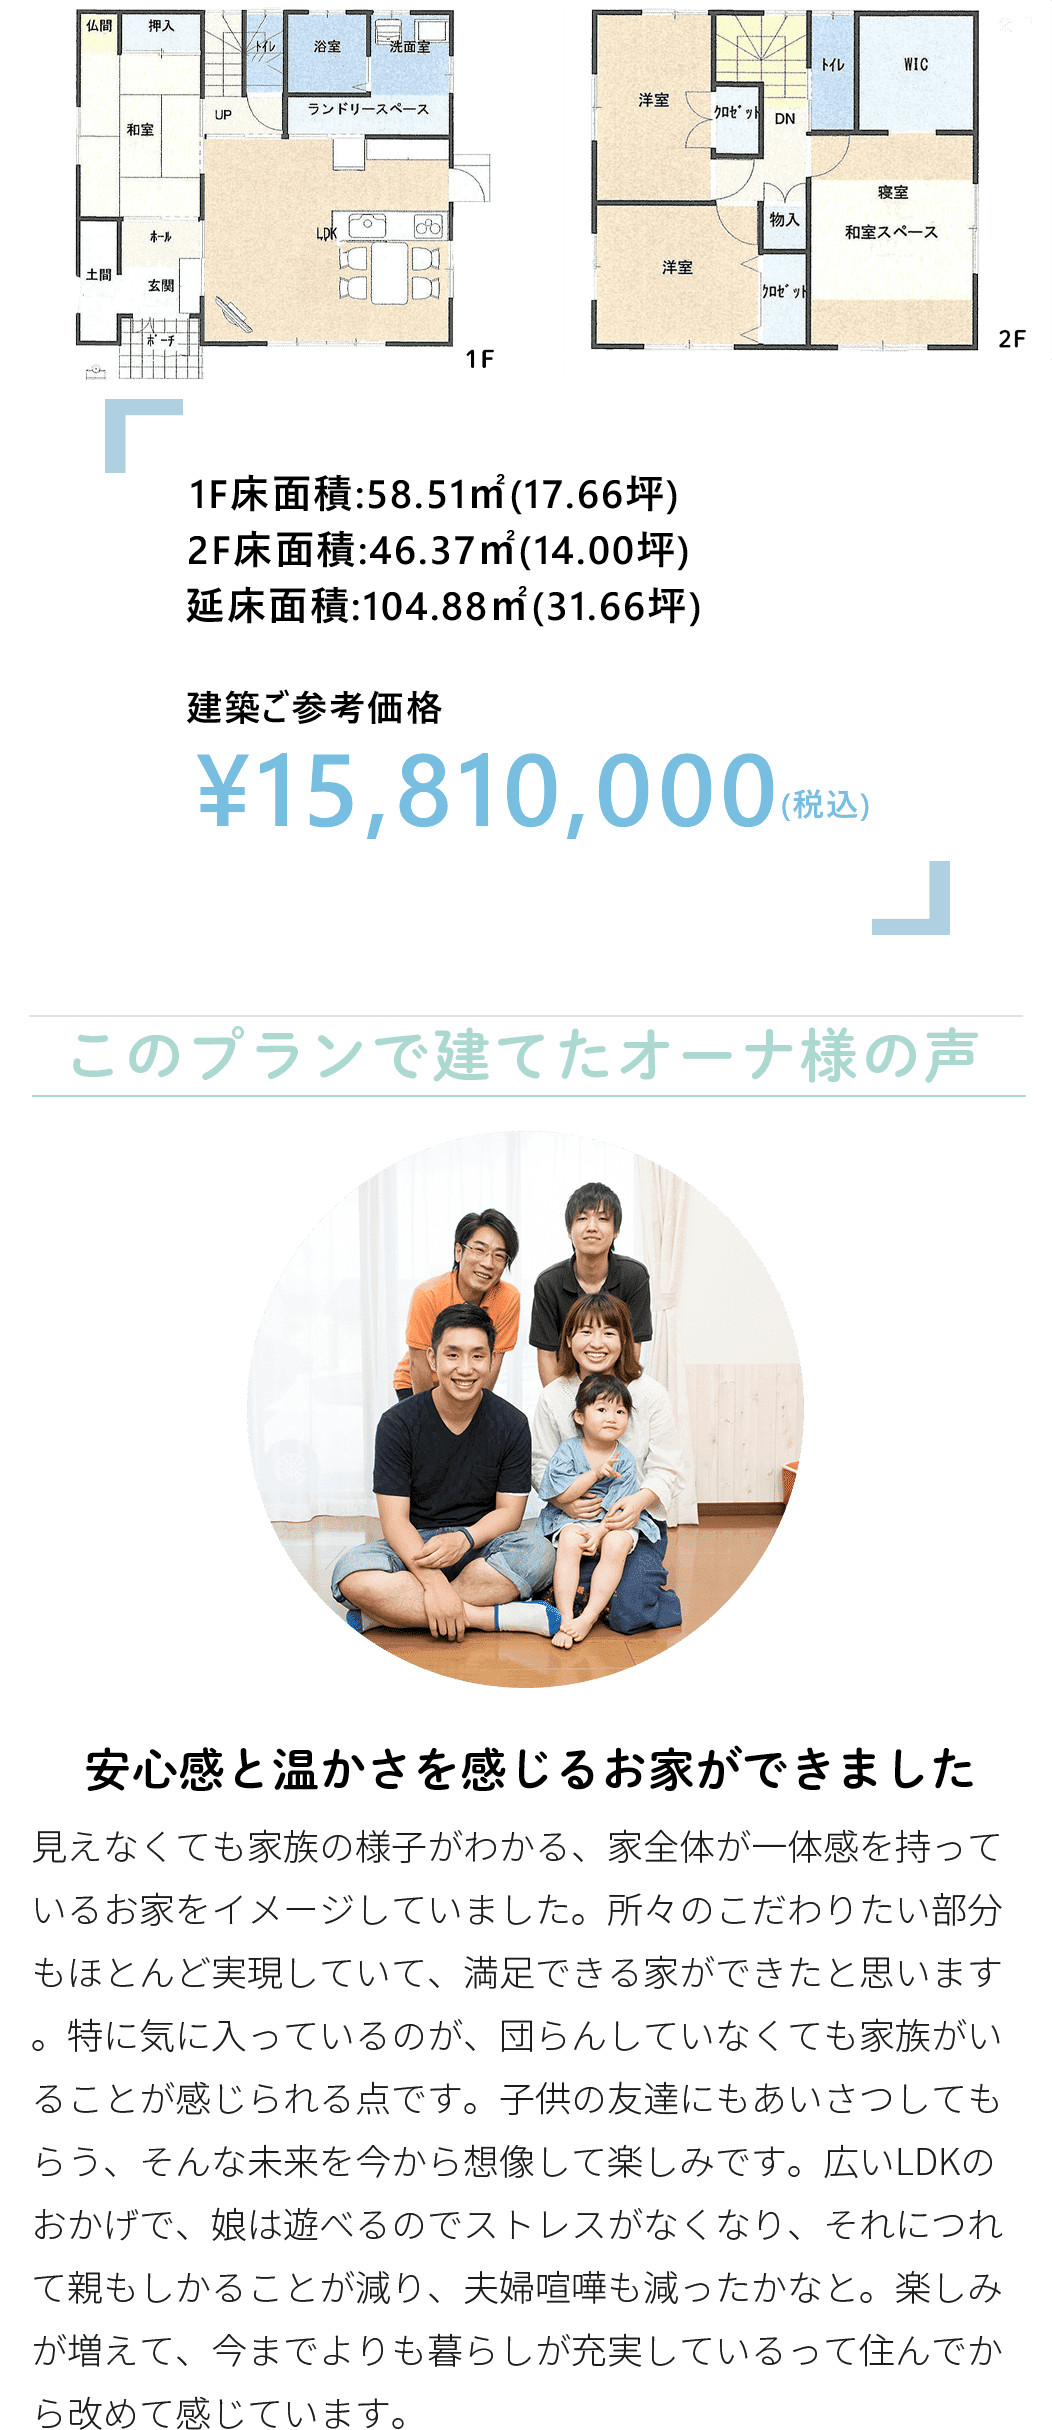 仏間 押入 トイレ 浴室 洗面室
UP ランドリースペース
和室
ホール LDK
土間 玄関
ポーチ
1F
洋室 クロゼット DN トイレ WIC
寝室
物入 和室スペース
洋室 クロゼット
2F
1F床面積:58.51㎡(17.66坪)
2F床面積:46.37㎡(14.00坪)
延床面積:104.88㎡(31.66坪)
建築ご参考価格
¥15,810,000(税込)
このプランで建てたオーナ様の声
安心感と温かさを感じるお家ができました
見えなくても家族の様子がわかる、家全体が一体感を持って
いるお家をイメージしていました。所々のこだわりたい部分
もほとんど実現していて、満足できる家ができたと思います
。特に気に入っているのが、団らんしていなくても家族がい
ることが感じられる点です。子供の友達にもあいさつしても
らう、そんな未来を今から想像して楽しみです。広いLDKの
おかげで、娘は遊べるのでストレスがなくなり、それにつれ
て親もしかることが減り、夫婦喧嘩も減ったかなと。楽しみ
が増えて、今までよりも暮らしが充実しているって住んでか
ら改めて感じています。